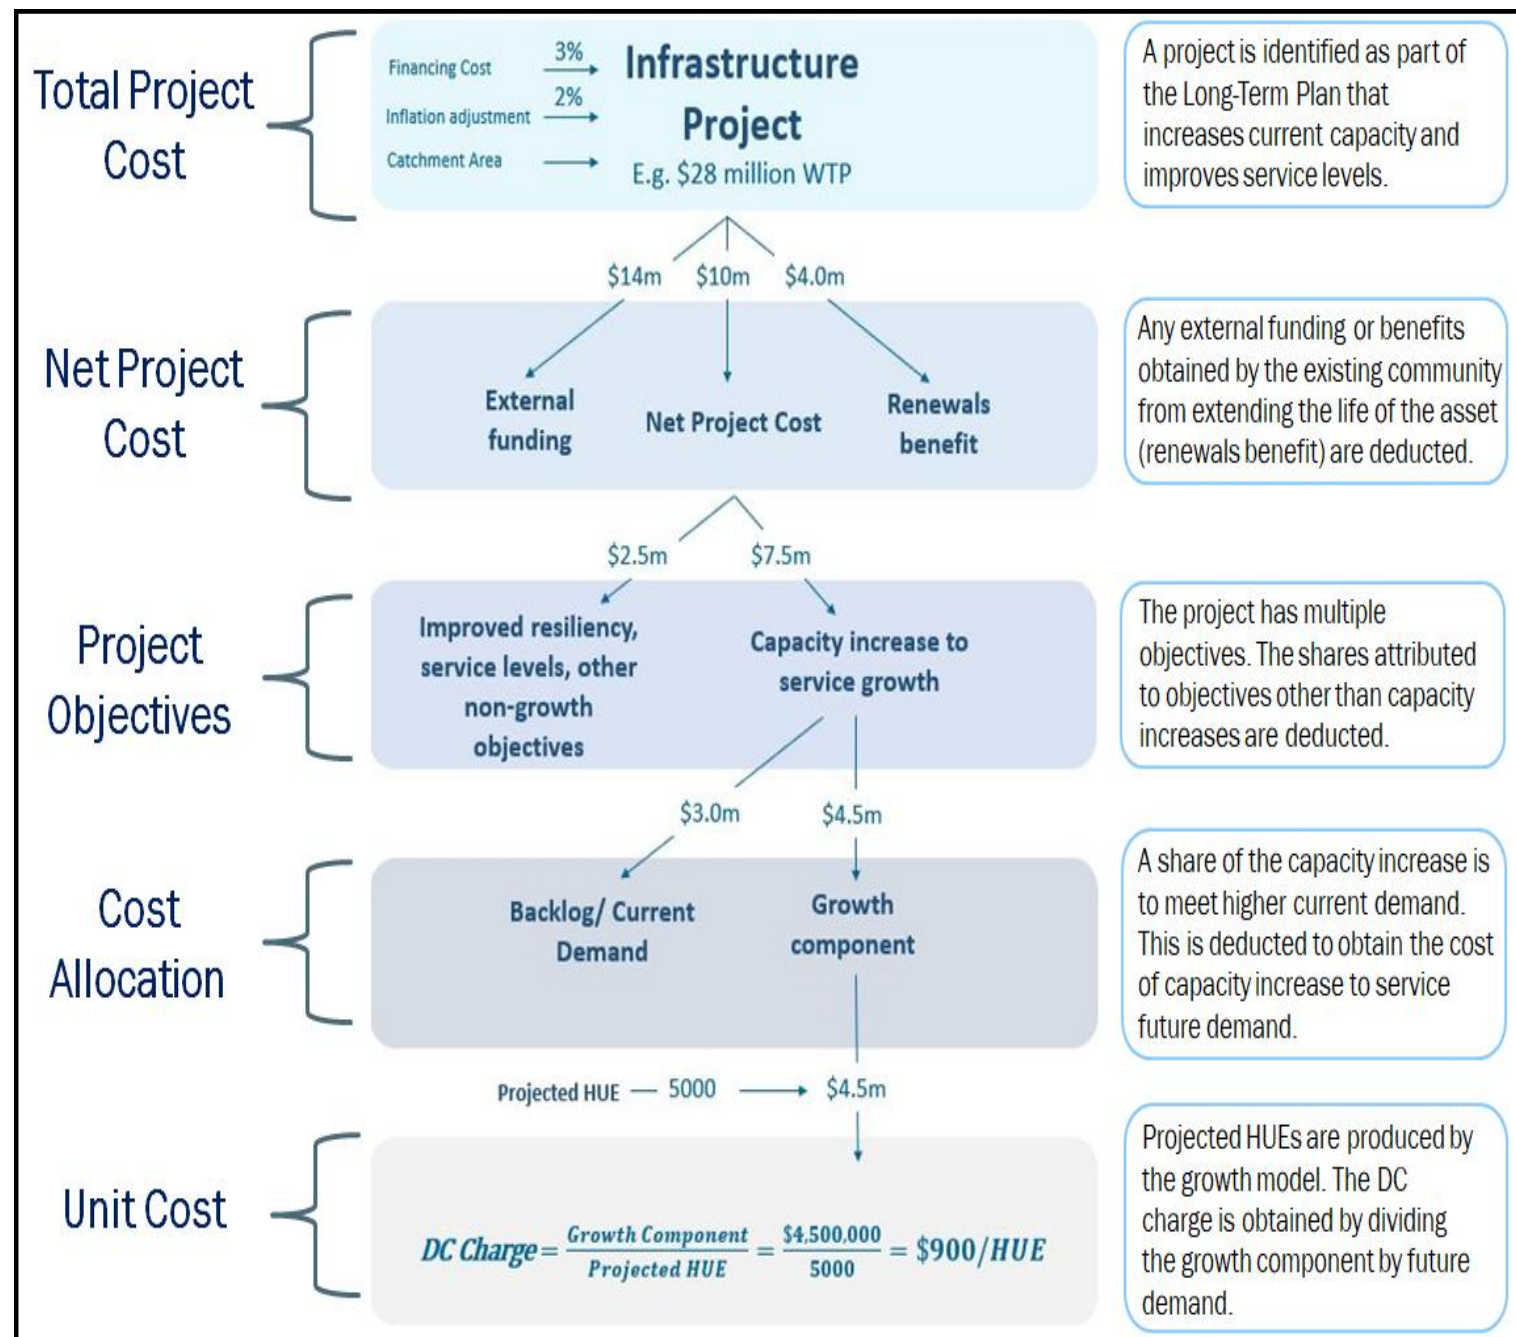 Total Project
Cost
Financing Cost 3%
Inflation adjustment 2%
Catchment Area
Infrastructure
Project
E.g. $28 million WTP
A project is identified as part of
the Long-Term Plan that
increases current capacity and
improves service levels.
$14m $10m $4.0m
Net Project
Cost
External
funding
Net Project Cost
Renewals
benefit
Any external funding or benefits
obtained by the existing community
from extending the life of the asset
(renewals benefit) are deducted.
$2.5m $7.5m
Project
Objectives
Improved resiliency,
service levels, other
non-growth
objectives
Capacity increase to
service growth
The project has multiple
objectives. The shares attributed
to objectives other than capacity
increases are deducted.
$3.0m $4.5m
Cost
Allocation
Backlog/ Current
Demand
Growth
component
A share of the capacity increase is
to meet higher current demand.
This is deducted to obtain the cost
of capacity increase to service
future demand.
Projected HUE — 5000 $4.5m
Unit Cost
DC Charge = Growth Component / Projected HUE = $4,500,000 / 5000 = $900/HUE
Projected HUEs are produced by
the growth model. The DC
charge is obtained by dividing
the growth component by future
demand.